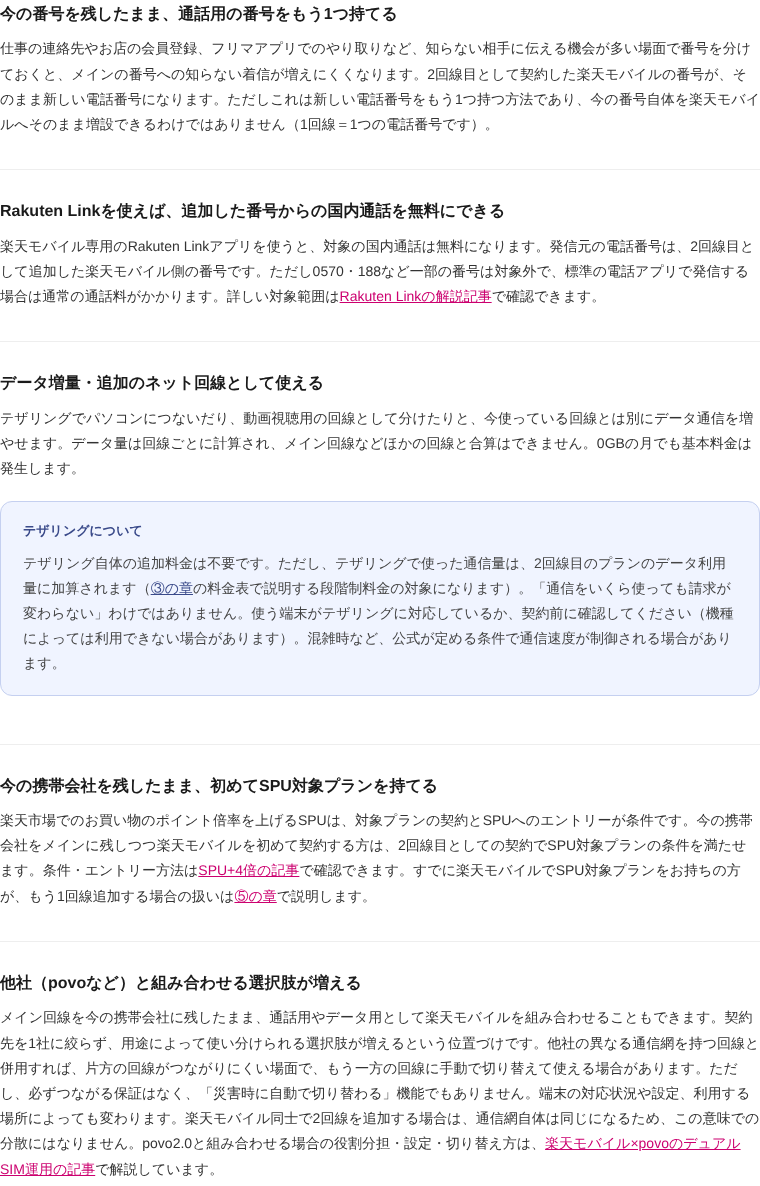 今の番号を残したまま、通話用の番号をもう1つ持てる
仕事の連絡先やお店の会員登録、フリマアプリでのやり取りなど、知らない相手に伝える機会が多い場面で番号を分け
ておくと、メインの番号への知らない着信が増えにくくなります。2回線目として契約した楽天モバイルの番号が、そ
のまま新しい電話番号になります。ただしこれは新しい電話番号をもう1つ持つ方法であり、今の番号自体を楽天モバイ
ルへそのまま増設できるわけではありません（1回線＝1つの電話番号です）。
Rakuten Linkを使えば、追加した番号からの国内通話を無料にできる
楽天モバイル専用のRakuten Linkアプリを使うと、対象の国内通話は無料になります。発信元の電話番号は、2回線目と
して追加した楽天モバイル側の番号です。ただし0570・188など一部の番号は対象外で、標準の電話アプリで発信する
場合は通常の通話料がかかります。詳しい対象範囲はRakuten Linkの解説記事で確認できます。
データ増量・追加のネット回線として使える
テザリングでパソコンにつないだり、動画視聴用の回線として分けたりと、今使っている回線とは別にデータ通信を増
やせます。データ量は回線ごとに計算され、メイン回線などほかの回線と合算はできません。0GBの月でも基本料金は
発生します。
テザリングについて
テザリング自体の追加料金は不要です。ただし、テザリングで使った通信量は、2回線目のプランのデータ利用
量に加算されます（③の章の料金表で説明する段階制料金の対象になります）。「通信をいくら使っても請求が
変わらない」わけではありません。使う端末がテザリングに対応しているか、契約前に確認してください（機種
によっては利用できない場合があります）。混雑時など、公式が定める条件で通信速度が制御される場合があり
ます。
今の携帯会社を残したまま、初めてSPU対象プランを持てる
楽天市場でのお買い物のポイント倍率を上げるSPUは、対象プランの契約とSPUへのエントリーが条件です。今の携帯
会社をメインに残しつつ楽天モバイルを初めて契約する方は、2回線目としての契約でSPU対象プランの条件を満たせ
ます。条件・エントリー方法はSPU+4倍の記事で確認できます。すでに楽天モバイルでSPU対象プランをお持ちの方
が、もう1回線追加する場合の扱いは⑤の章で説明します。
他社（povoなど）と組み合わせる選択肢が増える
メイン回線を今の携帯会社に残したまま、通話用やデータ用として楽天モバイルを組み合わせることもできます。契約
先を1社に絞らず、用途によって使い分けられる選択肢が増えるという位置づけです。他社の異なる通信網を持つ回線と
併用すれば、片方の回線がつながりにくい場面で、もう一方の回線に手動で切り替えて使える場合があります。ただ
し、必ずつながる保証はなく、「災害時に自動で切り替わる」機能でもありません。端末の対応状況や設定、利用する
場所によっても変わります。楽天モバイル同士で2回線を追加する場合は、通信網自体は同じになるため、この意味での
分散にはなりません。povo2.0と組み合わせる場合の役割分担・設定・切り替え方は、楽天モバイル×povoのデュアル
SIM運用の記事で解説しています。